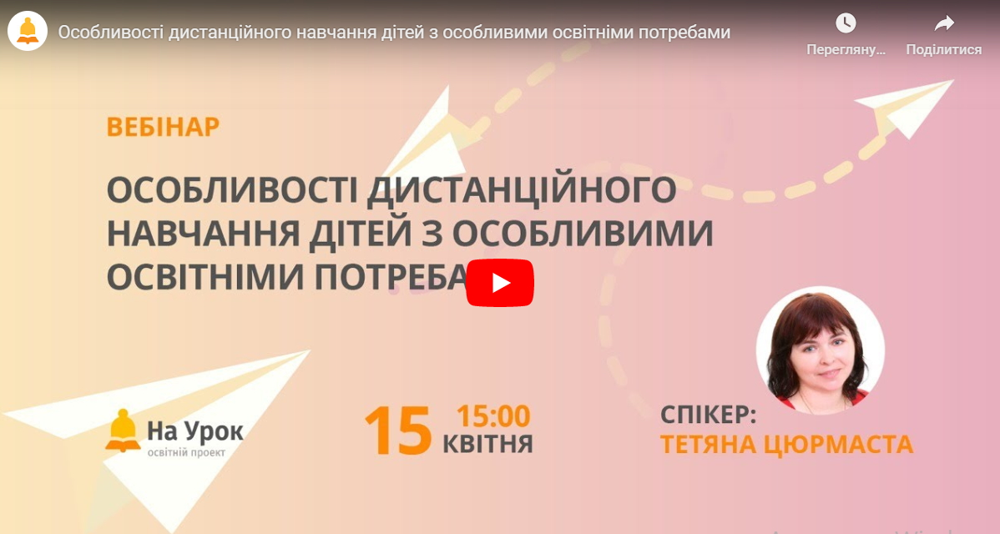 Особливості дистанційного навчання дітей з особливими освітніми потребами
Перегляну...
Поділитися
ВЕБІНАР
ОСОБЛИВОСТІ ДИСТАНЦІЙНОГО
НАВЧАННЯ ДІТЕЙ З ОСОБЛИВИМИ
ОСВІТНІМИ ПОТРЕБА
На Урок
освітній проект
15 15:00
КВІТНЯ
СПІКЕР:
ТЕТЯНА ЦЮРМАСТА